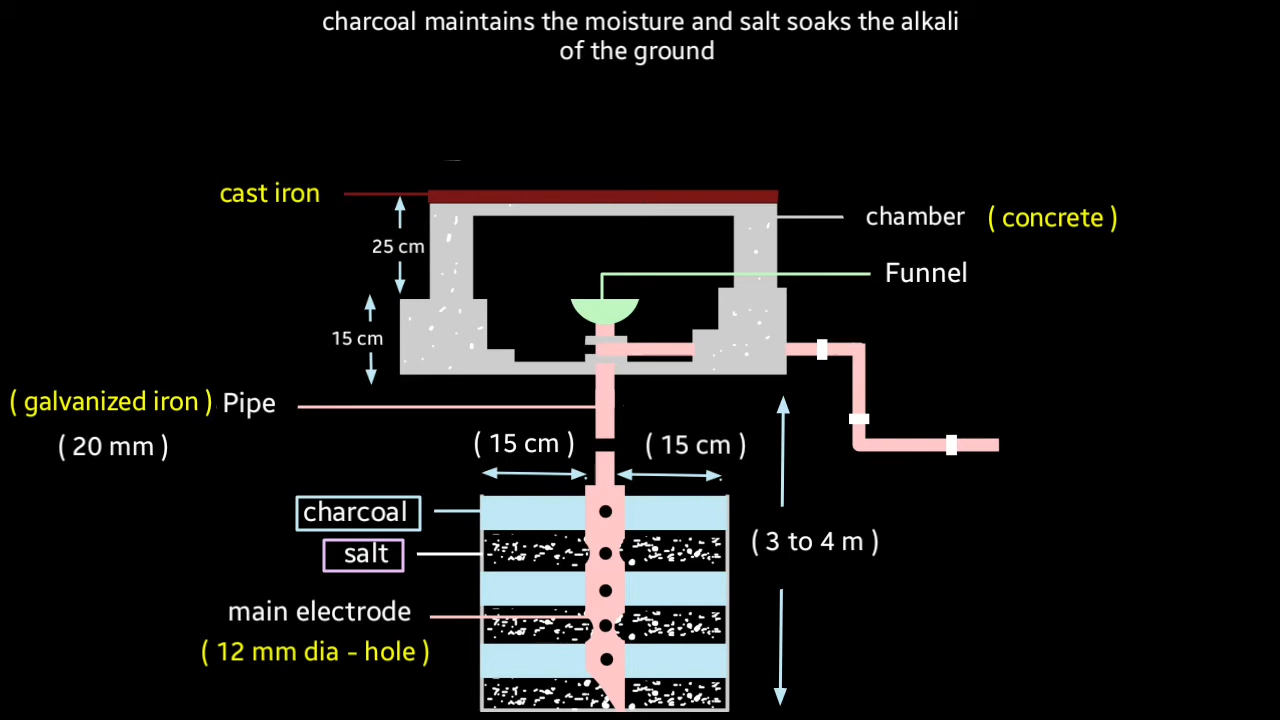 charcoal maintains the moisture and salt soaks the alkali
of the ground
cast iron
chamber ( concrete )
25 cm
Funnel
15 cm
( galvanized iron ) Pipe
( 20 mm )
( 15 cm ) ( 15 cm )
charcoal
( 3 to 4 m )
salt
main electrode
( 12 mm dia - hole )